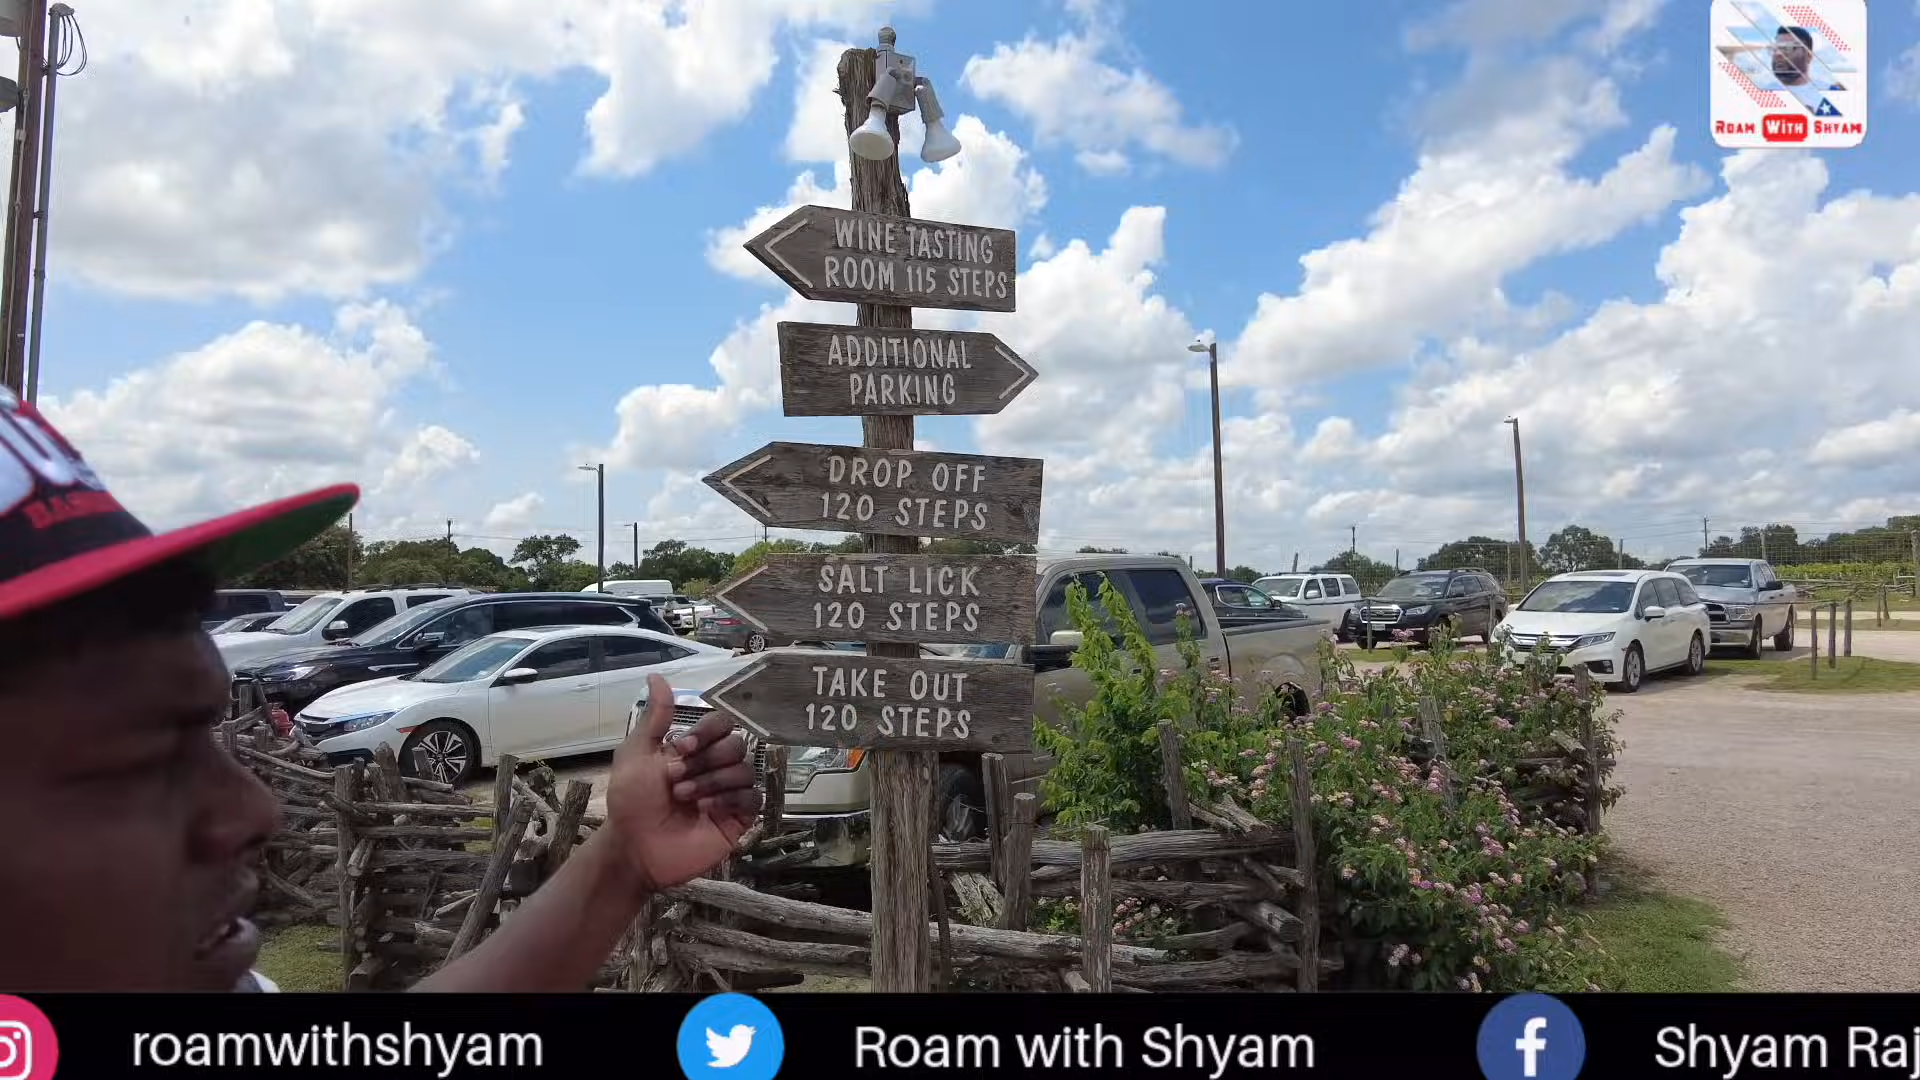 ROAM WITH SHYAM
WINE TASTING
ROOM 115 STEPS
ADDITIONAL
PARKING
DROP OFF
120 STEPS
SALT LICK
120 STEPS
TAKE OUT
120 STEPS
roamwithshyam
Roam with Shyam
Shyam Raj